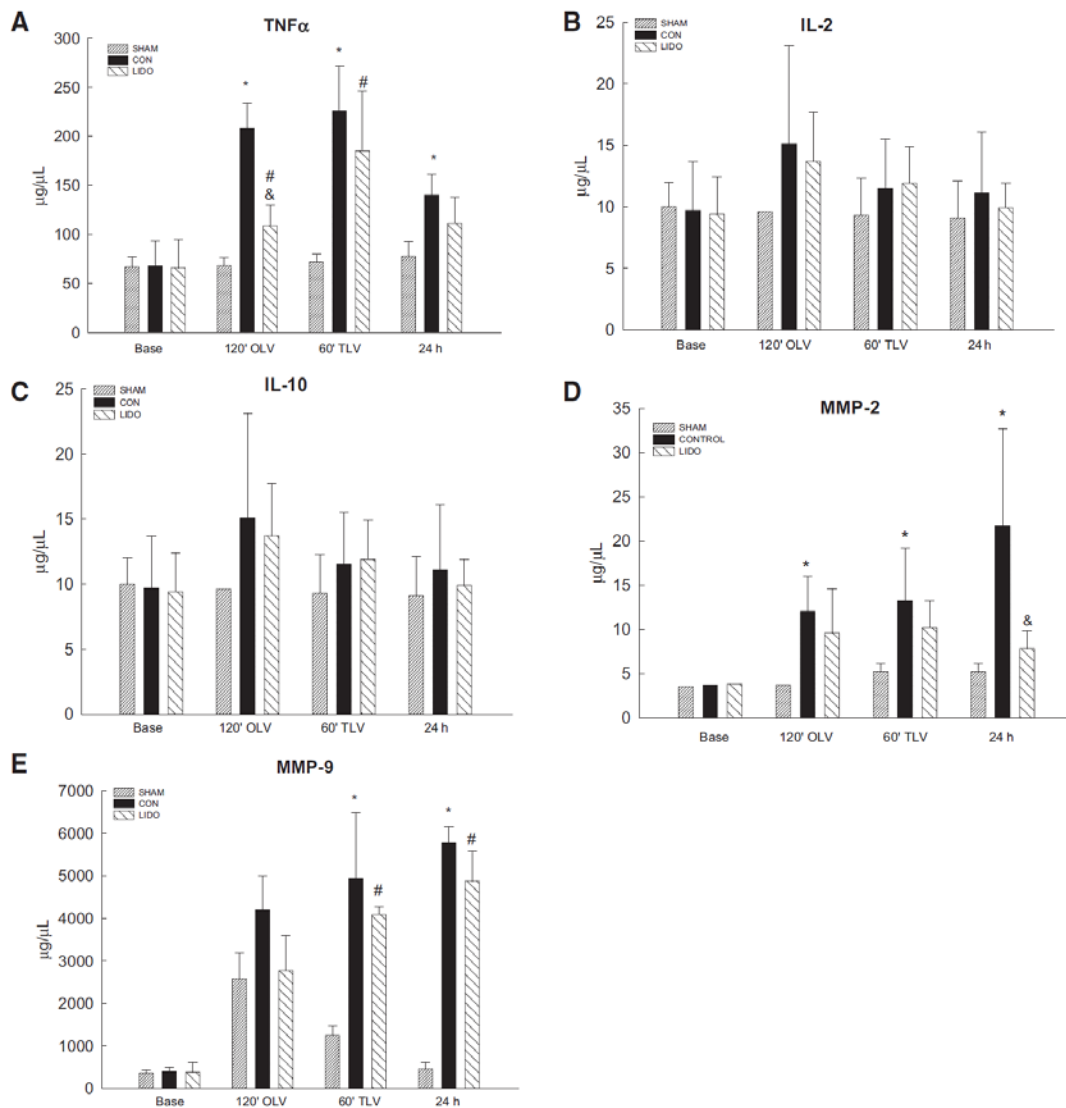 A
TNFα
SHAM
CON
LIDO
300
250
200
150
100
50
0
µg/µL
*
#
&
*
#
*
Base 120' OLV 60' TLV 24 h
B
IL-2
SHAM
CON
LIDO
25
20
15
10
5
0
µg/µL
Base 120' OLV 60' TLV 24 h
C
IL-10
SHAM
CON
LIDO
25
20
15
10
5
0
µg/µL
Base 120' OLV 60' TLV 24 h
D
MMP-2
SHAM
CONTROL
LIDO
35
30
25
20
15
10
5
0
µg/µL
*
*
*
&
Base 120' OLV 60' TLV 24 h
E
MMP-9
SHAM
CON
LIDO
7000
6000
5000
4000
3000
2000
1000
0
µg/µL
*
#
*
#
Base 120' OLV 60' TLV 24 h